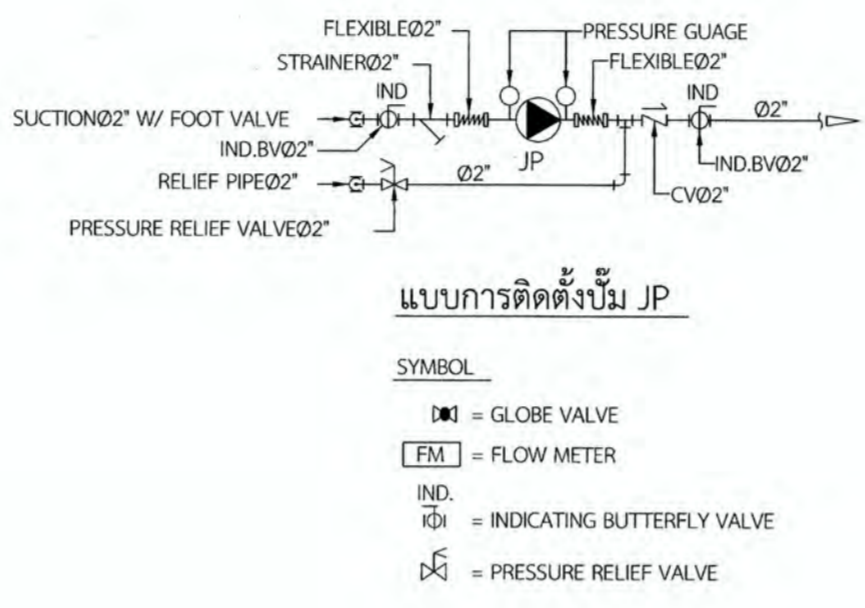 FLEXIBLEØ2"
PRESSURE GUAGE
STRAINERØ2"
FLEXIBLEØ2"
IND
IND
SUCTIONØ2" W/ FOOT VALVE
Ø2"
IND.BVØ2"
JP
IND.BVØ2"
RELIEF PIPEØ2"
Ø2"
CVØ2"
PRESSURE RELIEF VALVEØ2"
แบบการติดตั้งปั๊ม JP
SYMBOL
= GLOBE VALVE
FM = FLOW METER
IND.
= INDICATING BUTTERFLY VALVE
= PRESSURE RELIEF VALVE